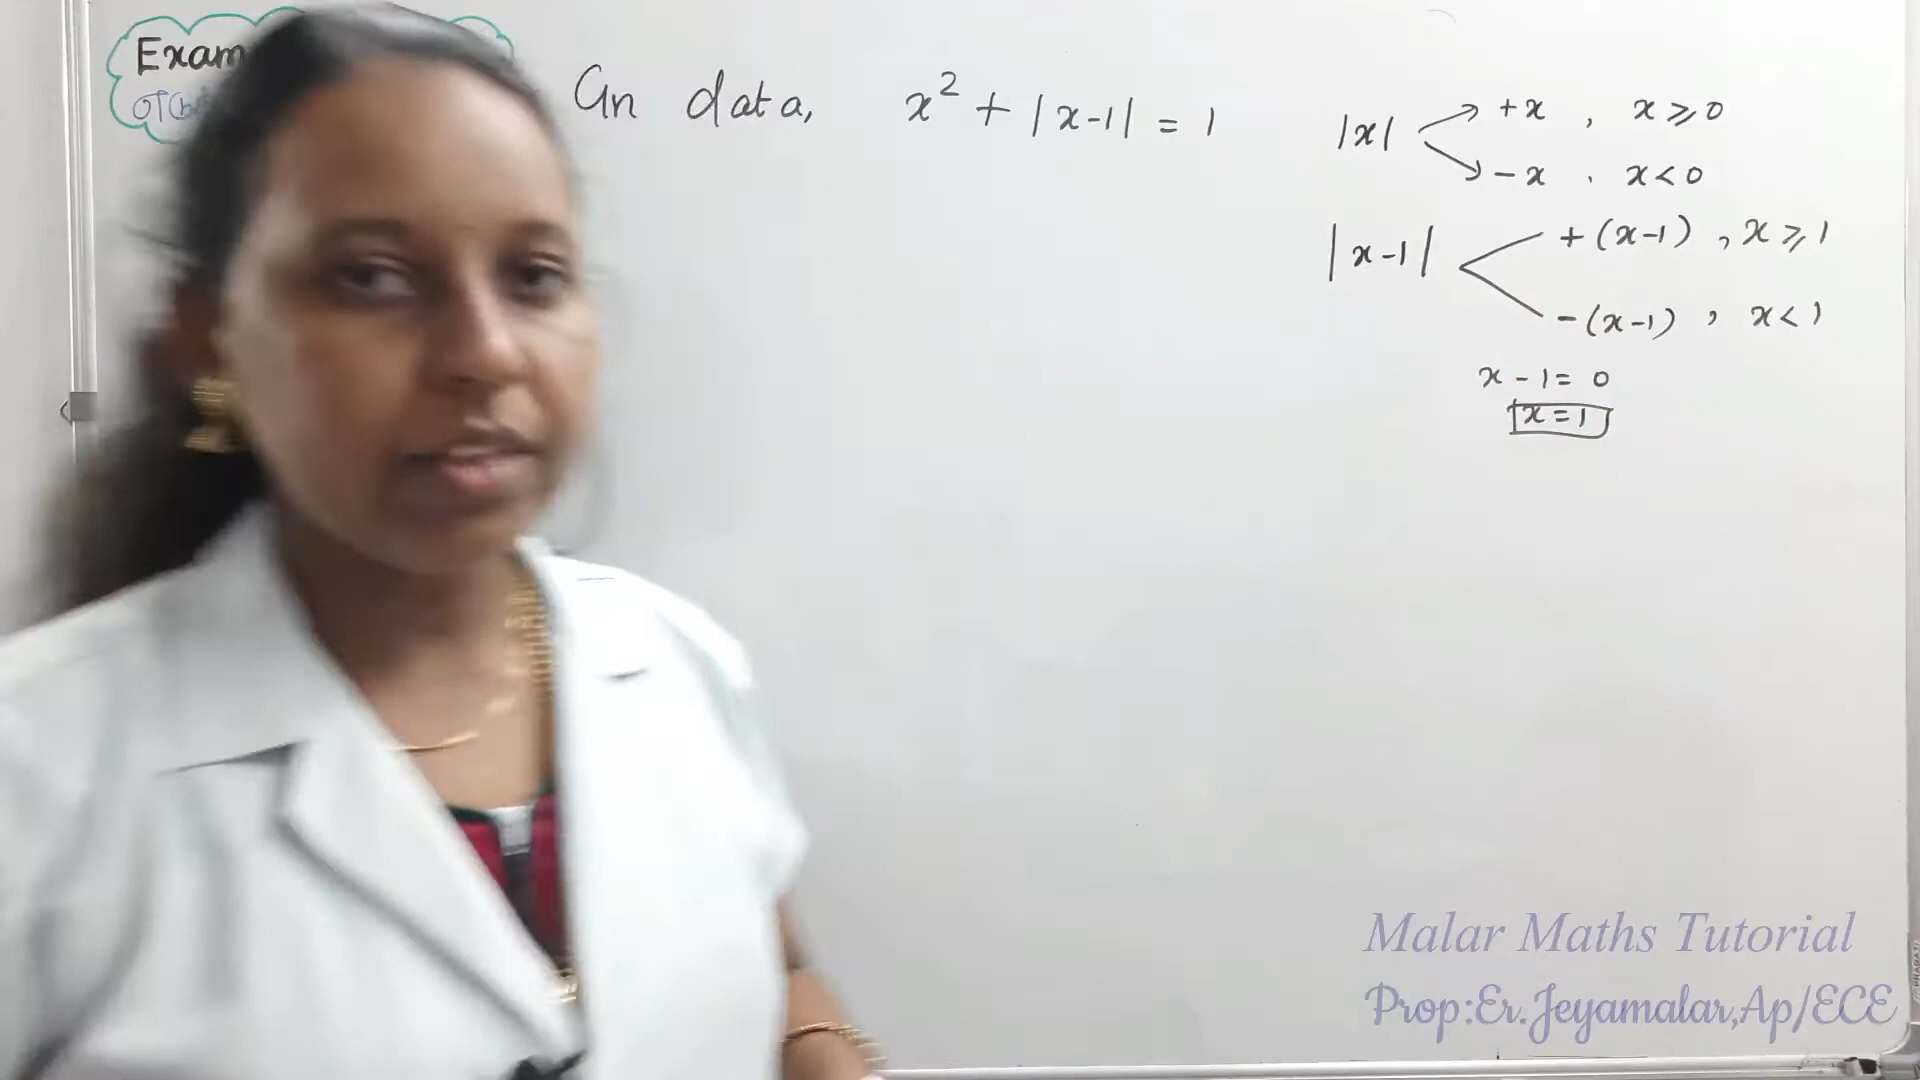 Exam
Gn data, x² + |x-1| = 1
|x| +x , x ≥ 0
-x , x < 0
|x-1| +(x-1) , x ≥ 1
-(x-1) , x < 1
x - 1 = 0
x = 1
Malar Maths Tutorial
Prop:Er.Jeyamalar,Ap/ECE